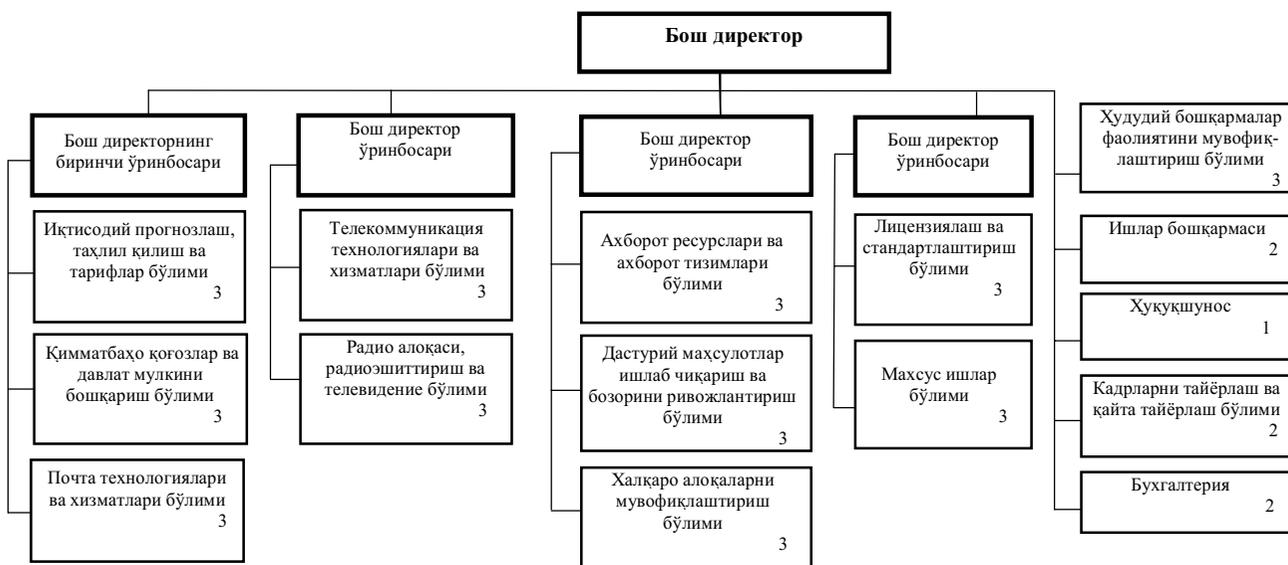 Бош директор
Бош директорнинг
биринчи ўринбосари
Иқтисодий прогнозлаш,
таҳлил қилиш ва
тарифлар бўлими
3
Қимматбаҳо қоғозлар ва
давлат мулкини
бошқариш бўлими
3
Почта технологиялари
ва хизматлари бўлими
3
Бош директор
ўринбосари
Телекоммуникация
технологиялари ва
хизматлари бўлими
3
Радио алоқаси,
радиоэшиттириш ва
телевидение бўлими
3
Бош директор
ўринбосари
Ахборот ресурслари ва
ахборот тизимлари
бўлими
3
Дастурий маҳсулотлар
ишлаб чиқариш ва
бозорини ривожлантириш
бўлими
3
Халқаро алоқаларни
мувофиқлаштириш
бўлими
3
Бош директор
ўринбосари
Лицензиялаш ва
стандартлаштириш
бўлими
3
Махсус ишлар
бўлими
3
Ҳудудий бошқармалар
фаолиятини мувофиқ-
лаштириш бўлими
3
Ишлар бошқармаси
2
Ҳуқуқшунос
1
Кадрларни тайёрлаш ва
қайта тайёрлаш бўлими
2
Бухгалтерия
2